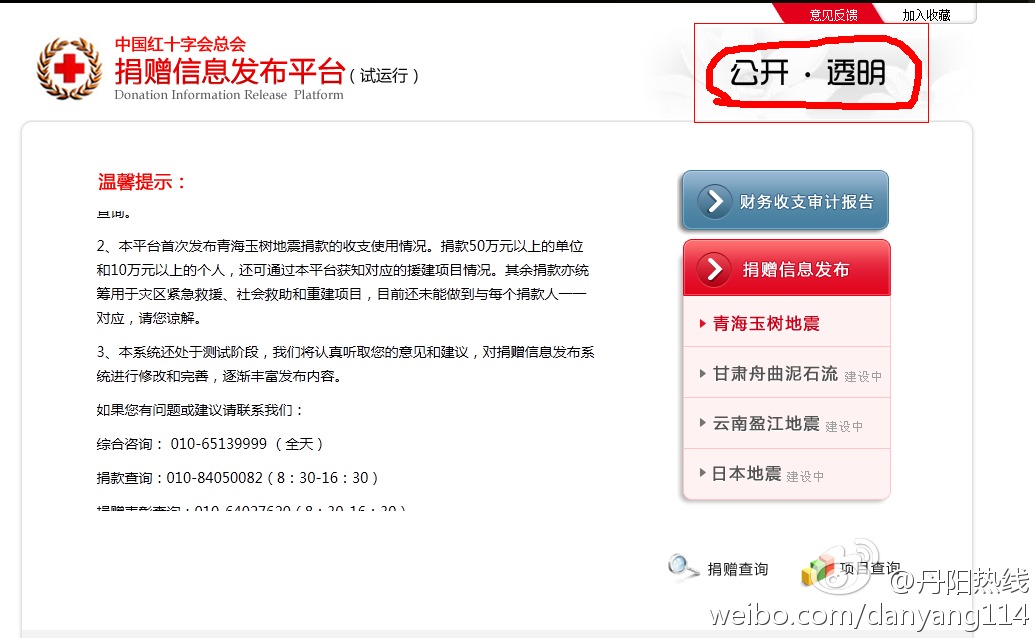 意见反馈
加入收藏
中国红十字会总会
捐赠信息发布平台(试运行)
Donation Information Release Platform
公开·透明
温馨提示：
查询。
2、本平台首次发布青海玉树地震捐款的收支使用情况。捐款50万元以上的单位
和10万元以上的个人，还可通过本平台获知对应的援建项目情况。其余捐款亦统
筹用于灾区紧急救援、社会救助和重建项目，目前还未能做到与每个捐款人一一
对应，请您谅解。
3、本系统还处于测试阶段，我们将认真听取您的意见和建议，对捐赠信息发布系
统进行修改和完善，逐渐丰富发布内容。
如果您有问题或建议请联系我们：
综合咨询： 010-65139999 （ 全天 ）
捐款查询：010-84050082 ( 8：30-16：30 )
捐赠表彰查询：010-64027620 ( 8：30-16：30 )
财务收支审计报告
捐赠信息发布
青海玉树地震
甘肃舟曲泥石流 建设中
云南盈江地震 建设中
日本地震 建设中
捐赠查询
项目查询
@丹阳热线
weibo.com/danyang114